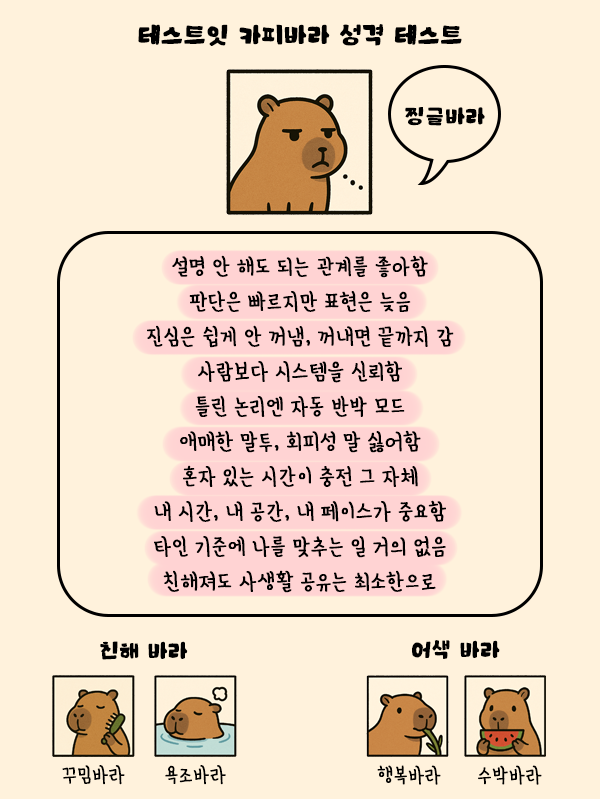 테스트잇 카피바라 성격 테스트
찡글바라
설명 안 해도 되는 관계를 좋아함
판단은 빠르지만 표현은 늦음
진심은 쉽게 안 꺼냄, 꺼내면 끝까지 감
사람보다 시스템을 신뢰함
틀린 논리엔 자동 반박 모드
애매한 말투, 회피성 말 싫어함
혼자 있는 시간이 충전 그 자체
내 시간, 내 공간, 내 페이스가 중요함
타인 기준에 나를 맞추는 일 거의 없음
친해져도 사생활 공유는 최소한으로
친해 바라
어색 바라
꾸밈바라
욕조바라
행복바라
수박바라